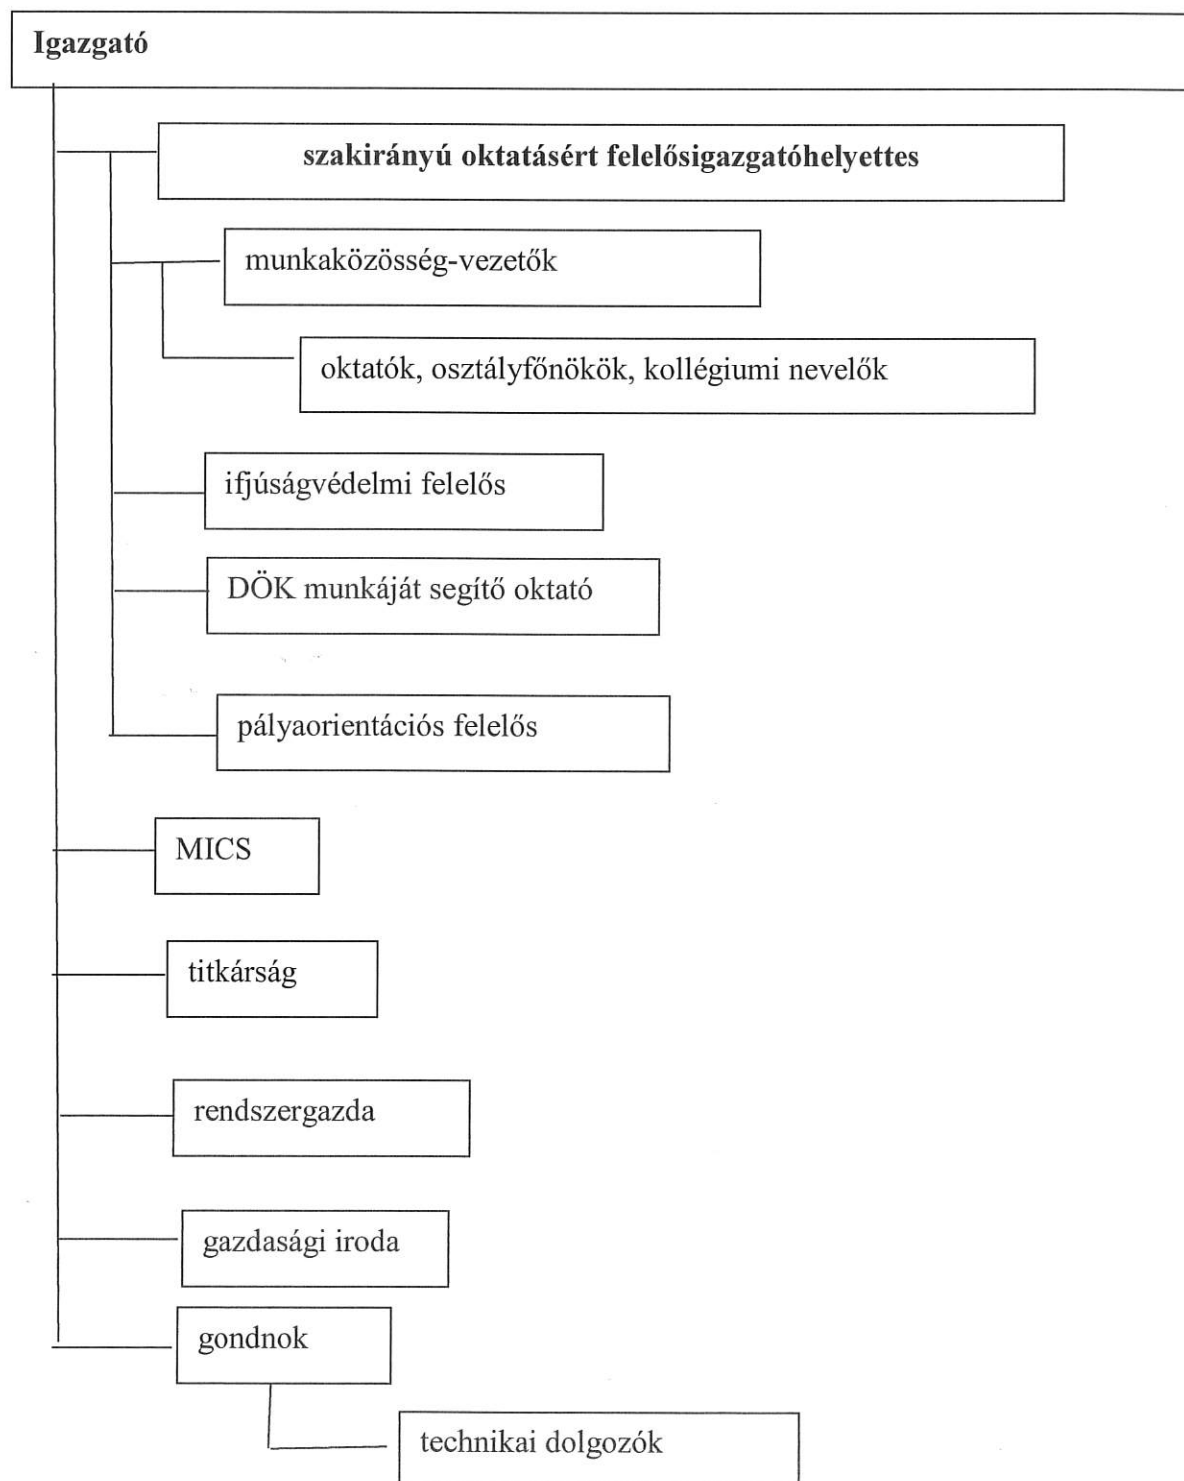 Igazgató
szakirányú oktatásért felelősigazgatóhelyettes
munkaközösség-vezetők
oktatók, osztályfőnökök, kollégiumi nevelők
ifjúságvédelmi felelős
DÖK munkáját segítő oktató
pályaorientációs felelős
MICS
titkárság
rendszergazda
gazdasági iroda
gondnok
technikai dolgozók